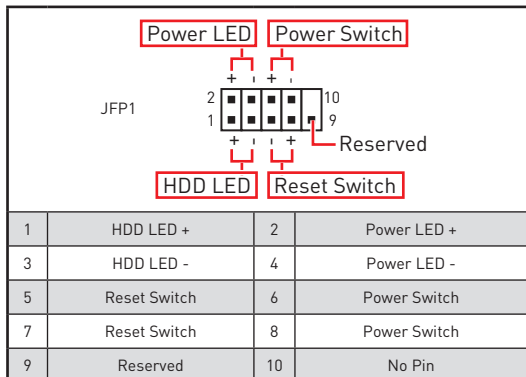 Power LED Power Switch
+ - + -
JFP1
2 10
1 9
+ - - +
Reserved
HDD LED Reset Switch
1 HDD LED + 2 Power LED +
3 HDD LED - 4 Power LED -
5 Reset Switch 6 Power Switch
7 Reset Switch 8 Power Switch
9 Reserved 10 No Pin